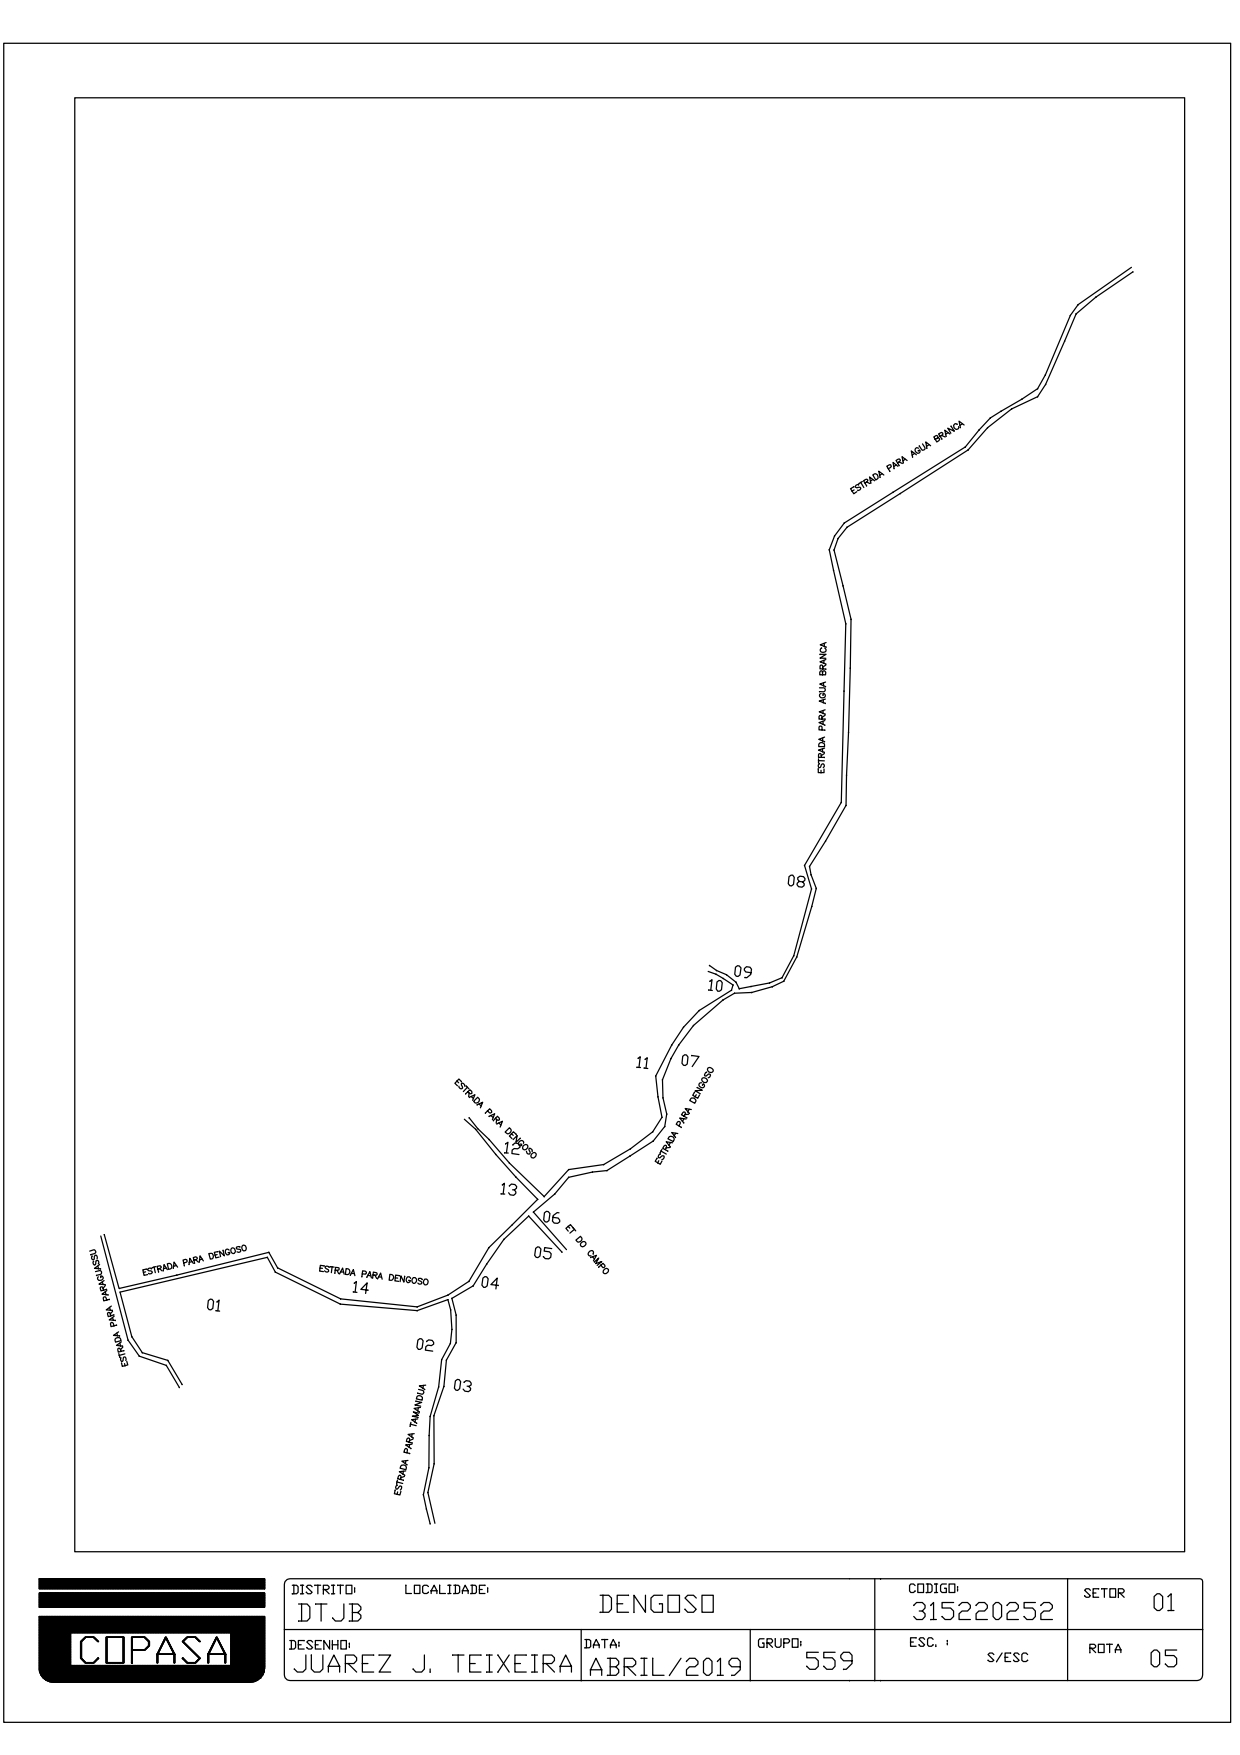 ESTRADA PARA AGUA BRANCA
ESTRADA PARA AGUA BRANCA
08
09
10
11
07
ESTRADA PARA DENGOSO
ESTRADA PARA DENGOSO
12
13
06
ET DO CAMPO
05
ESTRADA PARA PARAGUASSU
ESTRADA PARA DENGOSO
ESTRADA PARA DENGOSO
14
04
01
02
03
ESTRADA PARA TAMANDUA
COPASA
DISTRITO:
DTJB
LOCALIDADE:
DENGOSO
CODIGO:
315220252
SETOR 01
DESENHO:
JUAREZ J. TEIXEIRA
DATA:
ABRIL/2019
GRUPO:
559
ESC. :
S/ESC
ROTA 05